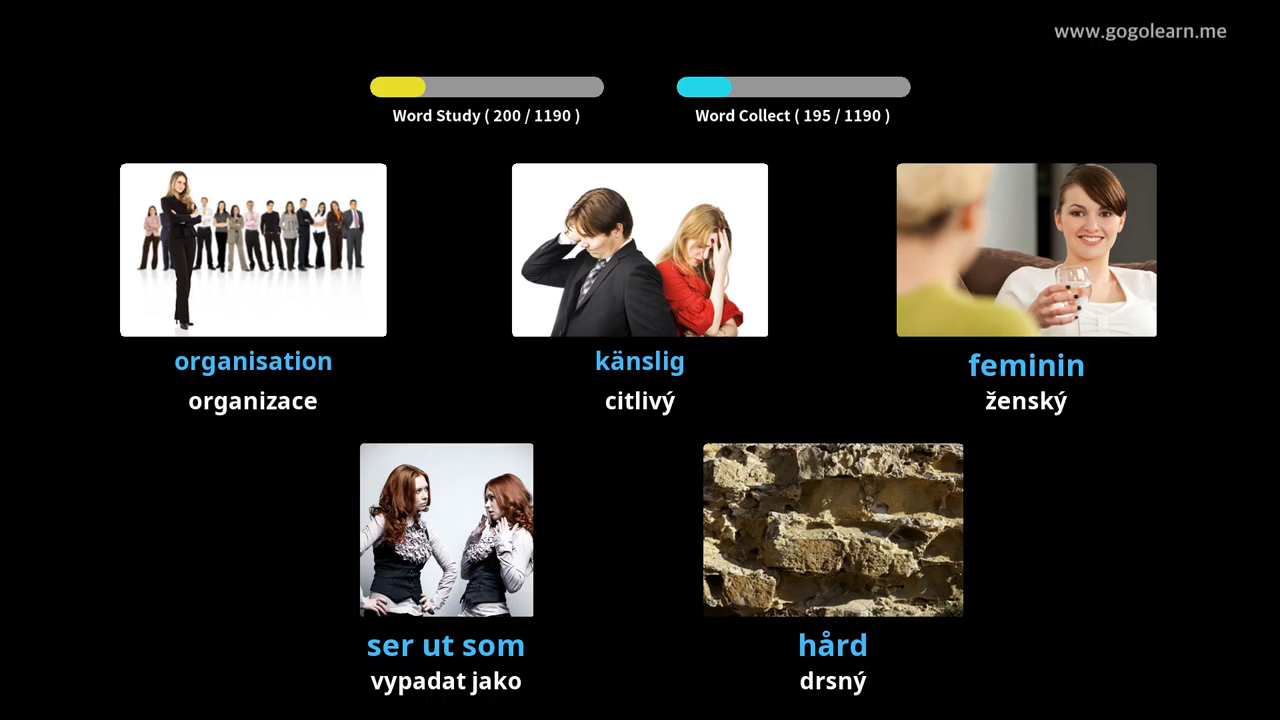 www.gogolearn.me
Word Study ( 200 / 1190 )
Word Collect ( 195 / 1190 )
organisation
organizace
känslig
citlivý
feminin
ženský
ser ut som
vypadat jako
hård
drsný